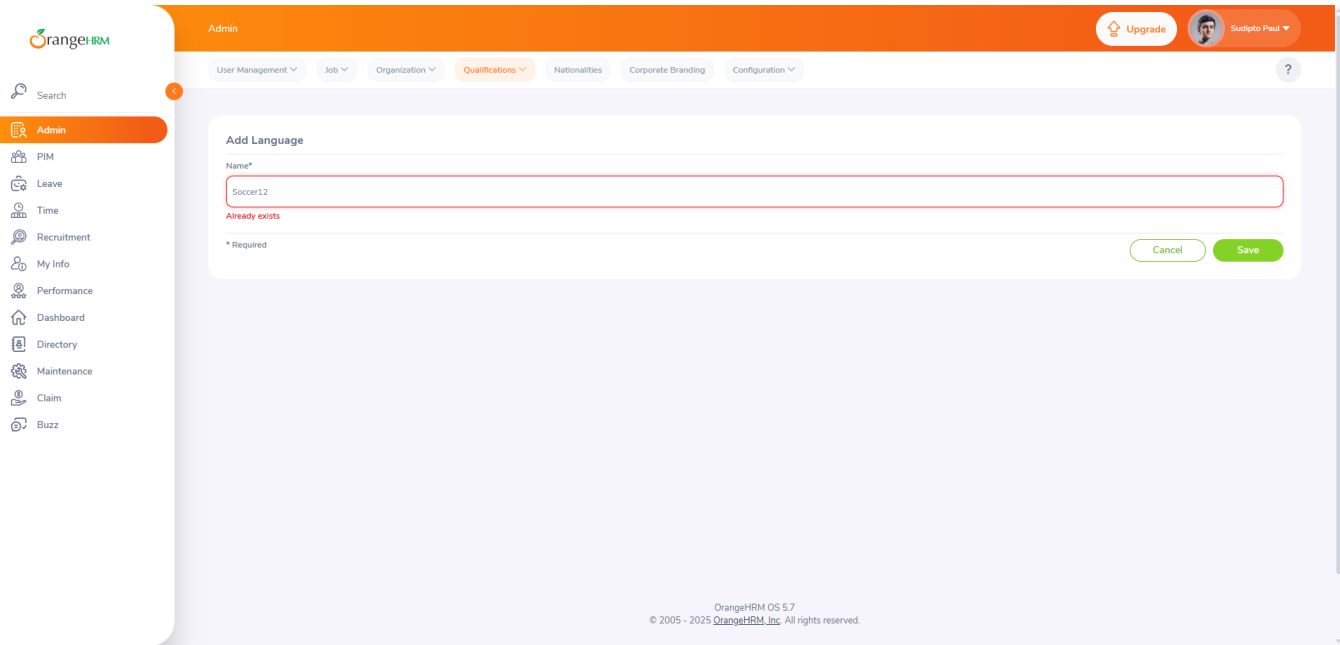 OrangeHRM
Admin
Upgrade
Sudipto Paul
User Management
Job
Organization
Qualifications
Nationalities
Corporate Branding
Configuration
?
Search
Admin
PIM
Leave
Time
Recruitment
My Info
Performance
Dashboard
Directory
Maintenance
Claim
Buzz
Add Language
Name*
Soccer12
Already exists
* Required
Cancel
Save
OrangeHRM OS 5.7
© 2005 - 2025 OrangeHRM, Inc. All rights reserved.